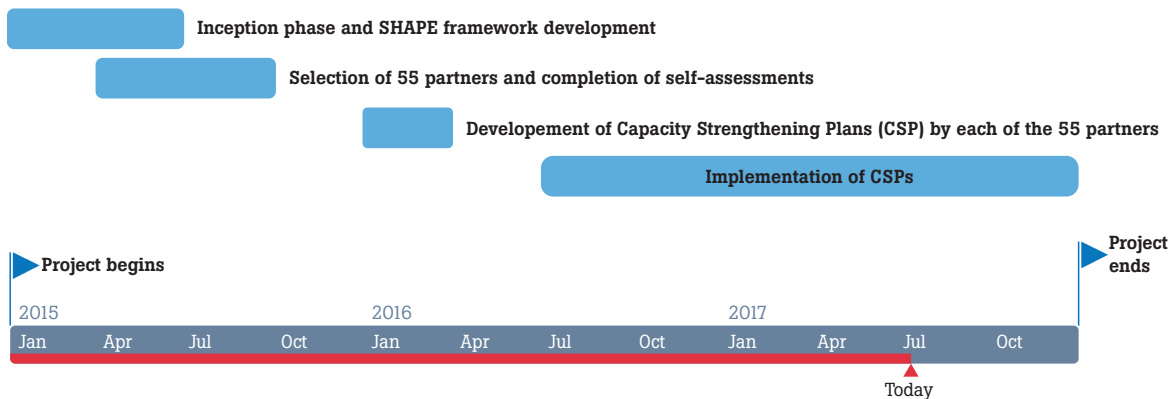 Inception phase and SHAPE framework development
Selection of 55 partners and completion of self-assessments
Developement of Capacity Strengthening Plans (CSP) by each of the 55 partners
Implementation of CSPs
Project begins
Project
ends
2015 2016 2017
Jan Apr Jul Oct Jan Apr Jul Oct Jan Apr Jul Oct
Today